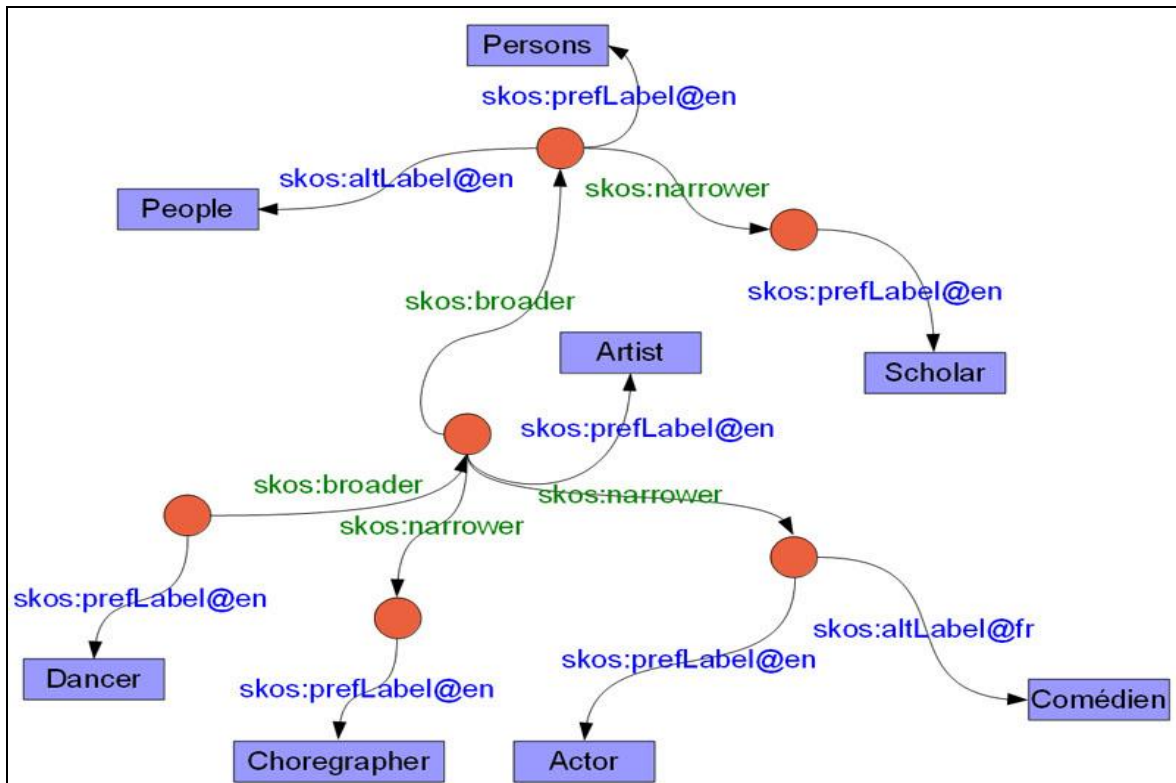 Persons
skos:prefLabel@en
skos:altLabel@en
skos:narrower
People
skos:prefLabel@en
skos:broader
Artist
Scholar
skos:prefLabel@en
skos:broader
skos:narrower
skos:narrower
skos:prefLabel@en
skos:altLabel@fr
skos:prefLabel@en
Dancer
skos:prefLabel@en
Comédien
Choregrapher
Actor